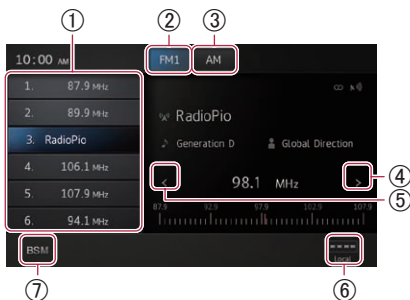 ① ② ③
10:00 AM FM1 AM
1. 87.9 MHz
2. 89.9 MHz
3. RadioPio
4. 106.1 MHz
5. 107.9 MHz
6. 94.1 MHz
RadioPio
Generation D Global Direction
< 98.1 MHz > ④
⑤
87.9 92.9 97.9 102.9 107.9
BSM
Local
⑦ ⑥